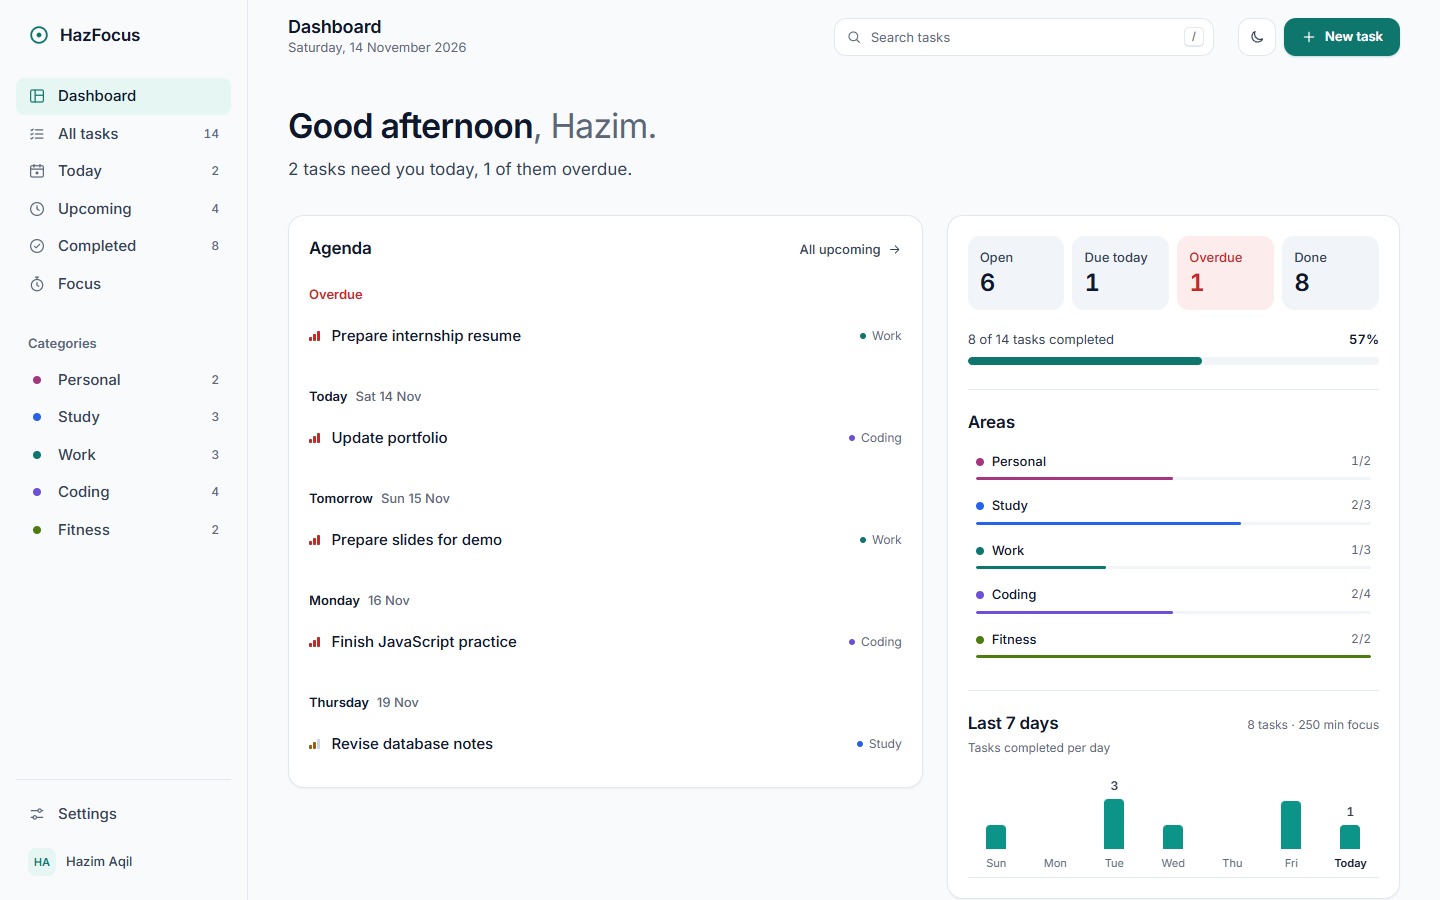 HazFocus
Dashboard
All tasks 14
Today 2
Upcoming 4
Completed 8
Focus
Categories
Personal 2
Study 3
Work 3
Coding 4
Fitness 2
Settings
HA Hazim Aqil
Dashboard
Saturday, 14 November 2026
Search tasks /
New task
Good afternoon, Hazim.
2 tasks need you today, 1 of them overdue.
Agenda All upcoming →
Overdue
Prepare internship resume Work
Today Sat 14 Nov
Update portfolio Coding
Tomorrow Sun 15 Nov
Prepare slides for demo Work
Monday 16 Nov
Finish JavaScript practice Coding
Thursday 19 Nov
Revise database notes Study
Open Due today Overdue Done
6 1 1 8
8 of 14 tasks completed 57%
Areas
Personal 1/2
Study 2/3
Work 1/3
Coding 2/4
Fitness 2/2
Last 7 days 8 tasks · 250 min focus
Tasks completed per day
3
1
Sun Mon Tue Wed Thu Fri Today